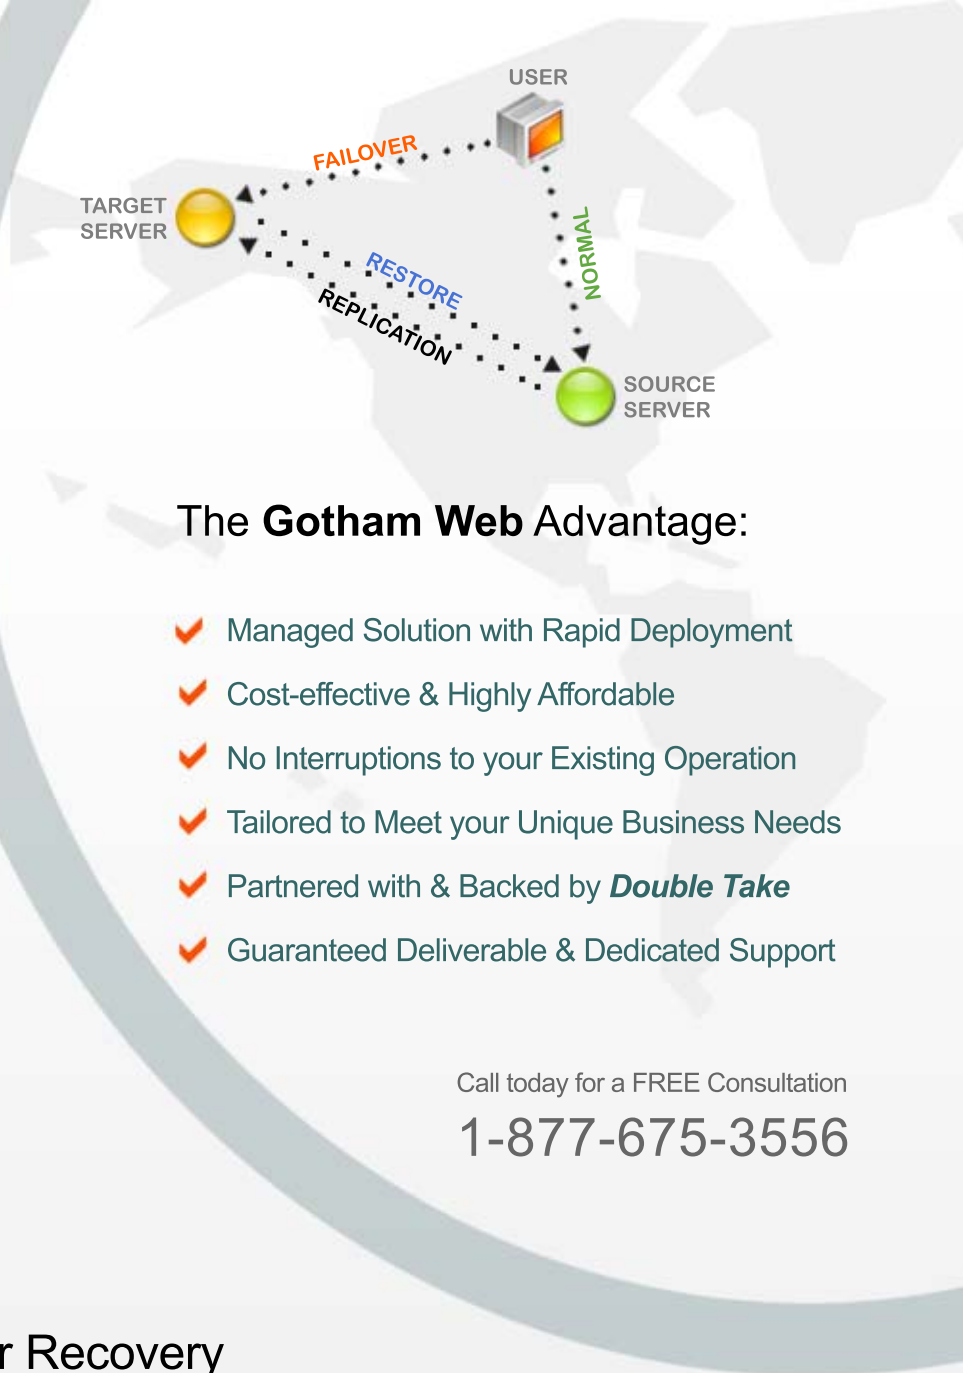 USER
FAILOVER
TARGET
SERVER
NORMAL
RESTORE
REPLICATION
SOURCE
SERVER
The Gotham Web Advantage:
Managed Solution with Rapid Deployment
Cost-effective & Highly Affordable
No Interruptions to your Existing Operation
Tailored to Meet your Unique Business Needs
Partnered with & Backed by Double Take
Guaranteed Deliverable & Dedicated Support
Call today for a FREE Consultation
1-877-675-3556
r Recovery